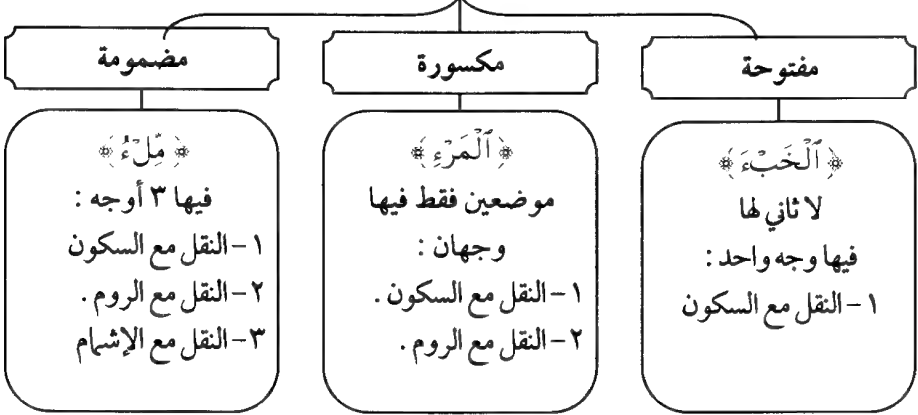 مفتوحة
﴿ٱلْخَبْءَ﴾
لا ثاني لها
فيها وجه واحد :
١ - النقل مع السكون
مكسورة
﴿ٱلْمَرْءِ﴾
موضعين فقط فيها
وجهان :
١ - النقل مع السكون .
٢ - النقل مع الروم .
مضمومة
﴿مِّلْءُ﴾
فيها ٣ أوجه :
١ - النقل مع السكون
٢ - النقل مع الروم .
٣ - النقل مع الإشمام